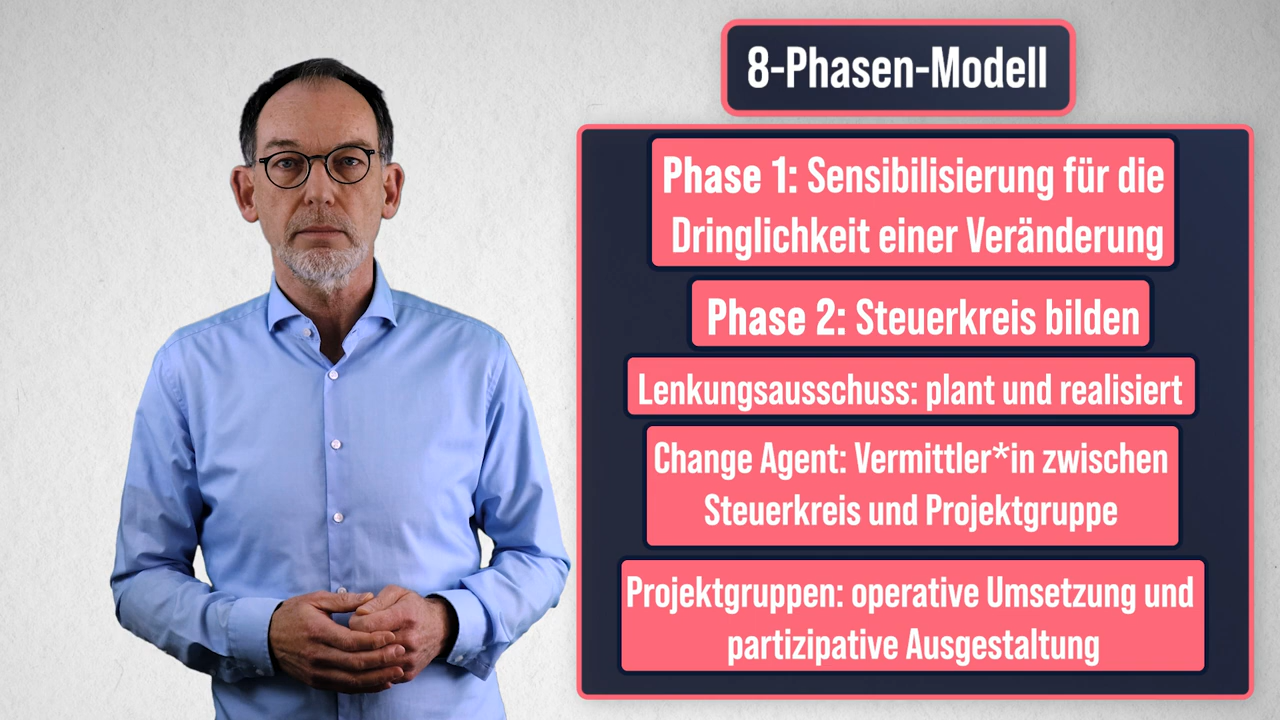 8-Phasen-Modell
Phase 1: Sensibilisierung für die
Dringlichkeit einer Veränderung
Phase 2: Steuerkreis bilden
Lenkungsausschuss: plant und realisiert
Change Agent: Vermittler*in zwischen
Steuerkreis und Projektgruppe
Projektgruppen: operative Umsetzung und
partizipative Ausgestaltung